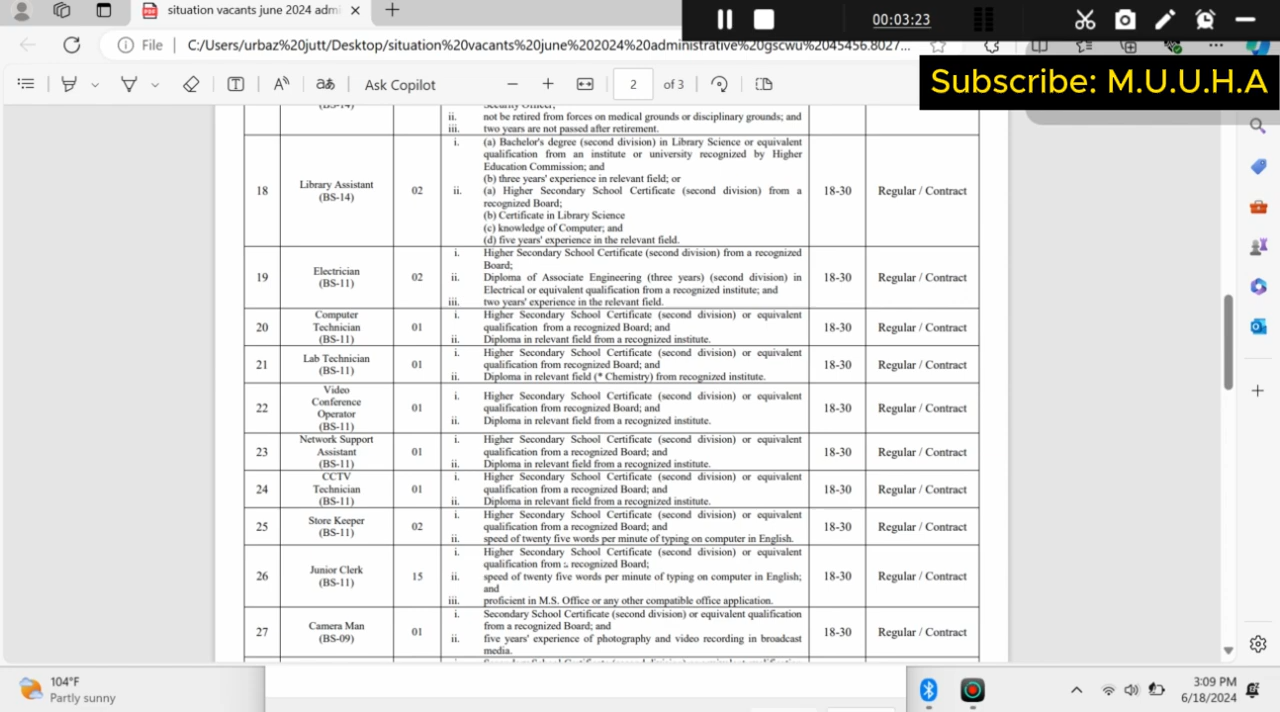 situation vacants june 2024 admi
00:03:23
File
C:/Users/urbaz%20jutt/Desktop/situation%20vacants%20june%202024%20administrative%20gscwu%2045456.8027...
Subscribe: M.U.U.H.A
Ask Copilot
2 of 3
(BS-14)
Security Officer;
ii. not be retired from forces on medical grounds or disciplinary grounds; and
iii. two years are not passed after retirement.
18
Library Assistant
(BS-14)
02
i. (a) Bachelor's degree (second division) in Library Science or equivalent
qualification from an institute or university recognized by Higher
Education Commission; and
(b) three years' experience in relevant field; or
ii. (a) Higher Secondary School Certificate (second division) from a
recognized Board;
(b) Certificate in Library Science
(c) knowledge of Computer; and
(d) five years' experience in the relevant field.
18-30
Regular / Contract
19
Electrician
(BS-11)
02
i. Higher Secondary School Certificate (second division) from a recognized
Board;
ii. Diploma of Associate Engineering (three years) (second division) in
Electrical or equivalent qualification from a recognized institute; and
iii. two years' experience in the relevant field.
18-30
Regular / Contract
20
Computer
Technician
(BS-11)
01
i. Higher Secondary School Certificate (second division) or equivalent
qualification from a recognized Board; and
ii. Diploma in relevant field from a recognized institute.
18-30
Regular / Contract
21
Lab Technician
(BS-11)
01
i. Higher Secondary School Certificate (second division) or equivalent
qualification from recognized Board; and
ii. Diploma in relevant field (* Chemistry) from recognized institute.
18-30
Regular / Contract
22
Video
Conference
Operator
(BS-11)
01
i. Higher Secondary School Certificate (second division) or equivalent
qualification from recognized Board; and
ii. Diploma in relevant field from a recognized institute.
18-30
Regular / Contract
23
Network Support
Assistant
(BS-11)
01
i. Higher Secondary School Certificate (second division) or equivalent
qualification from a recognized Board; and
ii. Diploma in relevant field from a recognized institute.
18-30
Regular / Contract
24
CCTV
Technician
(BS-11)
01
i. Higher Secondary School Certificate (second division) or equivalent
qualification from a recognized Board; and
ii. Diploma in relevant field from a recognized institute.
18-30
Regular / Contract
25
Store Keeper
(BS-11)
02
i. Higher Secondary School Certificate (second division) or equivalent
qualification from a recognized Board; and
ii. speed of twenty five words per minute of typing on computer in English.
18-30
Regular / Contract
26
Junior Clerk
(BS-11)
15
i. Higher Secondary School Certificate (second division) or equivalent
qualification from a recognized Board;
ii. speed of twenty five words per minute of typing on computer in English;
and
iii. proficient in M.S. Office or any other compatible office application.
18-30
Regular / Contract
27
Camera Man
(BS-09)
01
i. Secondary School Certificate (second division) or equivalent qualification
from a recognized Board; and
ii. five years' experience of photography and video recording in broadcast
media.
18-30
Regular / Contract
104°F
Partly sunny
3:09 PM
6/18/2024